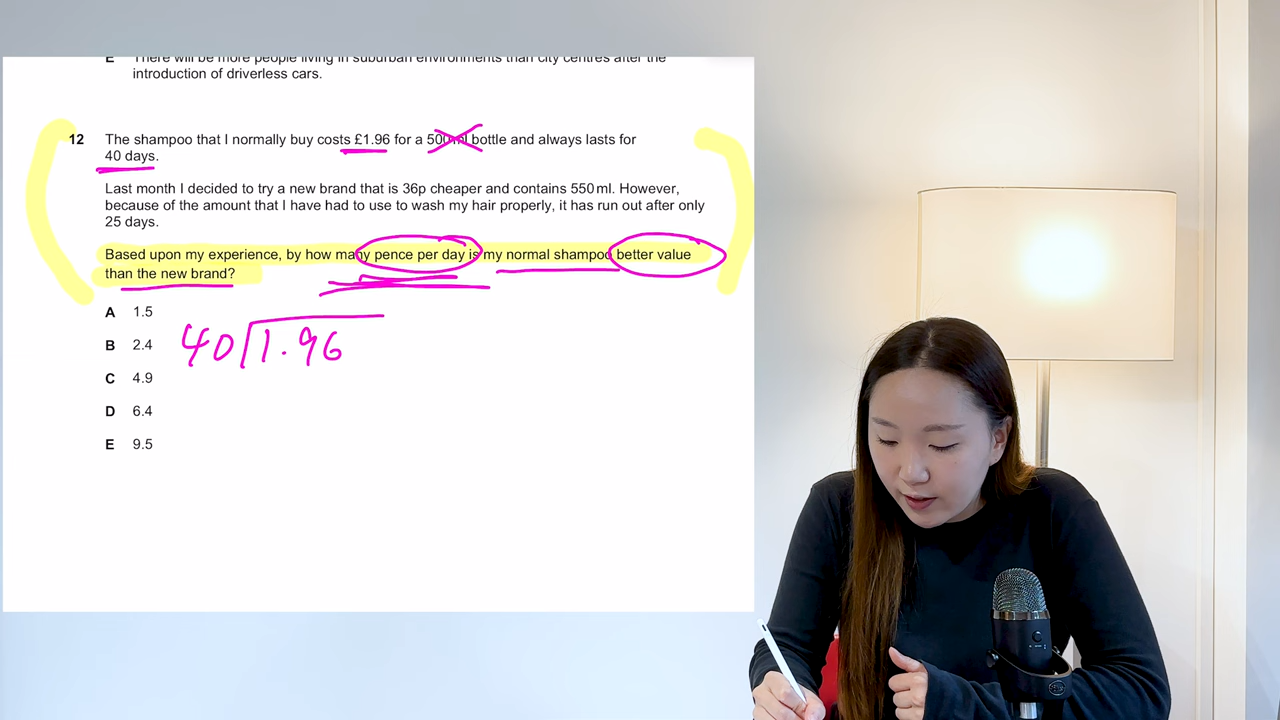 E There will be more people living in suburban environments than city centres after the
introduction of driverless cars.
12 The shampoo that I normally buy costs £1.96 for a 500 ml bottle and always lasts for
40 days.
Last month I decided to try a new brand that is 36p cheaper and contains 550 ml. However,
because of the amount that I have had to use to wash my hair properly, it has run out after only
25 days.
Based upon my experience, by how many pence per day is my normal shampoo better value
than the new brand?
A 1.5
B 2.4
40 1.96
C 4.9
D 6.4
E 9.5